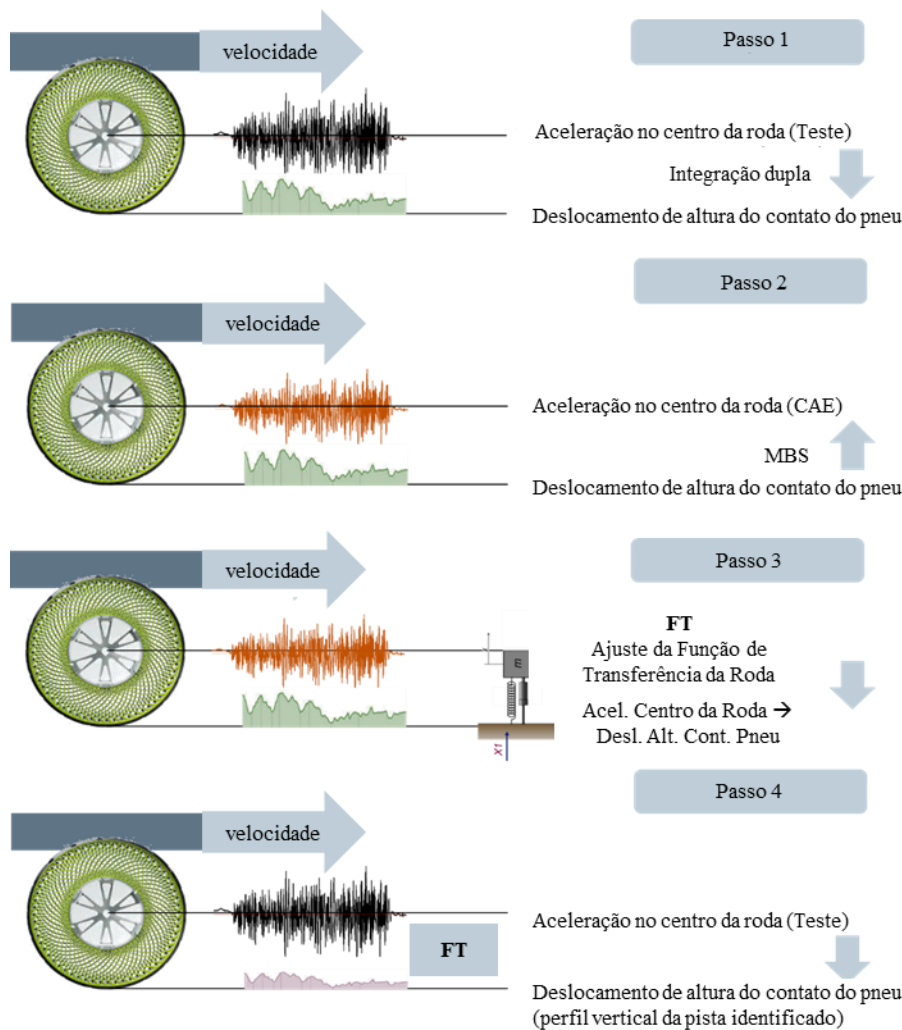 velocidade
Passo 1
Aceleração no centro da roda (Teste)
Integração dupla
Deslocamento de altura do contato do pneu
Passo 2
velocidade
Aceleração no centro da roda (CAE)
MBS
Deslocamento de altura do contato do pneu
Passo 3
velocidade
FT
Ajuste da Função de
Transferência da Roda
m
Acel. Centro da Roda →
Desl. Alt. Cont. Pneu
X1
Passo 4
velocidade
Aceleração no centro da roda (Teste)
FT
Deslocamento de altura do contato do pneu
(perfil vertical da pista identificado)